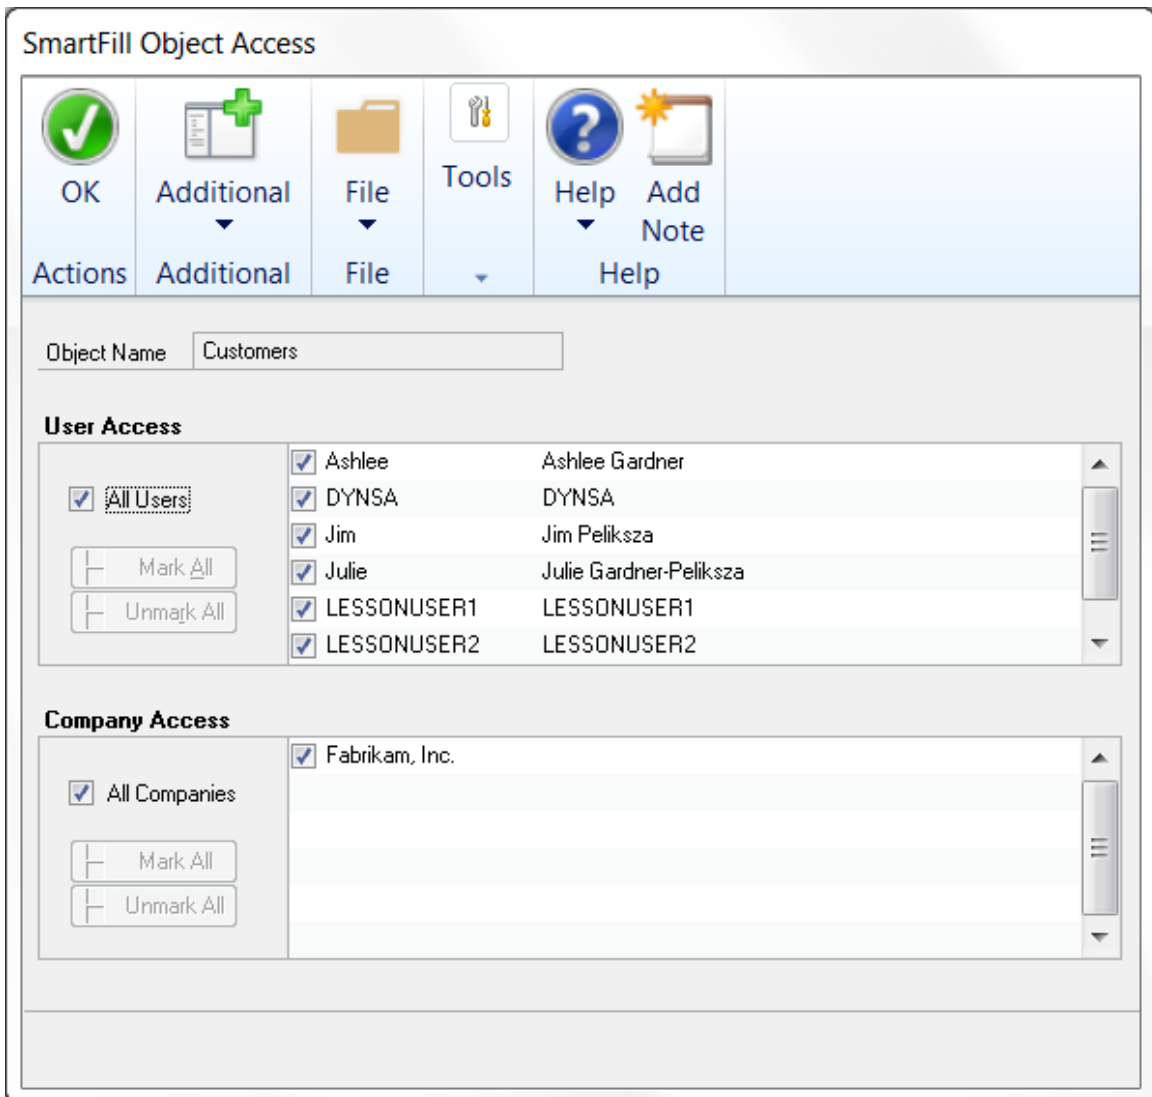 SmartFill Object Access
OK
Additional
File
Tools
Help
Add
Note
Actions
Additional
File
Help
Object Name Customers
User Access
All Users
Mark All
Unmark All
Ashlee Ashlee Gardner
DYNSA DYNSA
Jim Jim Peliksza
Julie Julie Gardner-Peliksza
LESSONUSER1 LESSONUSER1
LESSONUSER2 LESSONUSER2
Company Access
All Companies
Mark All
Unmark All
Fabrikam, Inc.